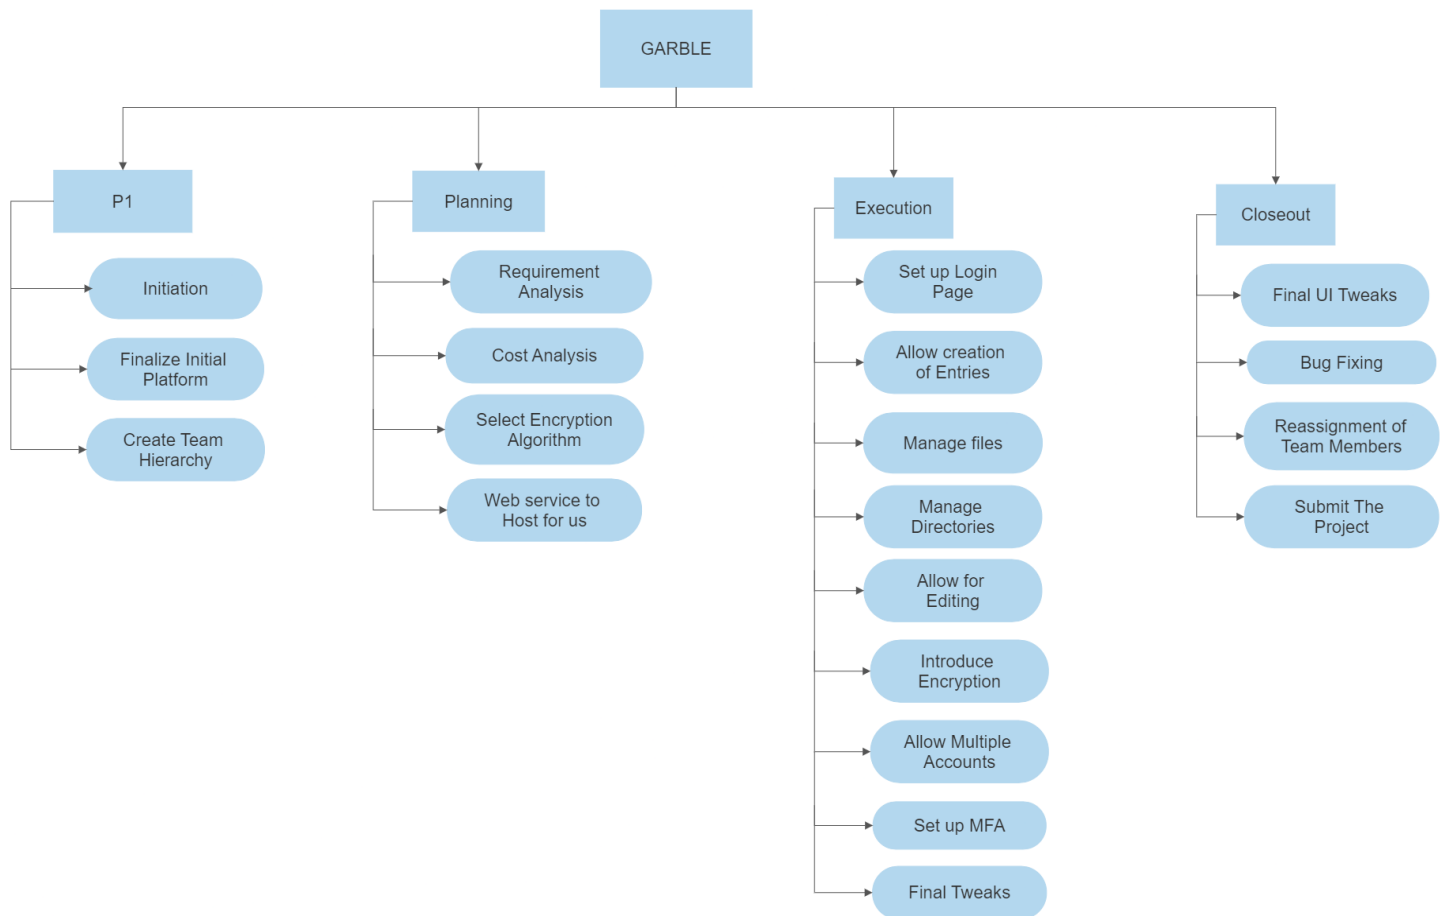 GARBLE
P1
Initiation
Finalize Initial
Platform
Create Team
Hierarchy
Planning
Requirement
Analysis
Cost Analysis
Select Encryption
Algorithm
Web service to
Host for us
Execution
Set up Login
Page
Allow creation
of Entries
Manage files
Manage
Directories
Allow for
Editing
Introduce
Encryption
Allow Multiple
Accounts
Set up MFA
Final Tweaks
Closeout
Final UI Tweaks
Bug Fixing
Reassignment of
Team Members
Submit The
Project